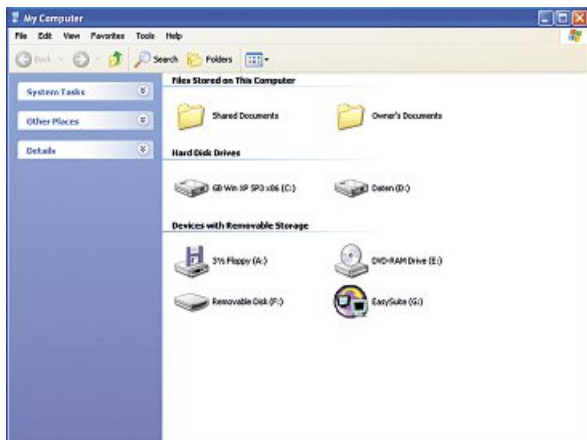 My Computer
File Edit View Favorites Tools Help
Back Search Folders
System Tasks
Other Places
Details
Files Stored on This Computer
Shared Documents Owner's Documents
Hard Disk Drives
GB Win XP SP3 x86 (C:) Daten (D:)
Devices with Removable Storage
3½ Floppy (A:) DVD-RAM Drive (E:)
Removable Disk (F:) EasySuite (G:)